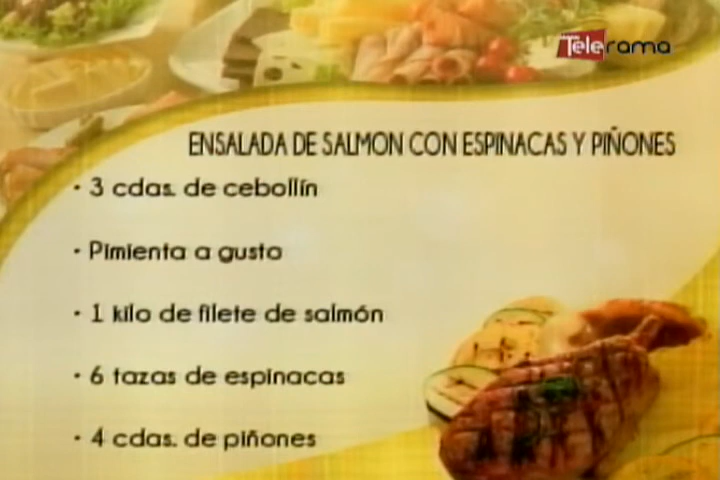 Telerama
ENSALADA DE SALMON CON ESPINACAS Y PIÑONES
· 3 cdas. de cebollín
· Pimienta a gusto
· 1 kilo de filete de salmón
· 6 tazas de espinacas
· 4 cdas. de piñones